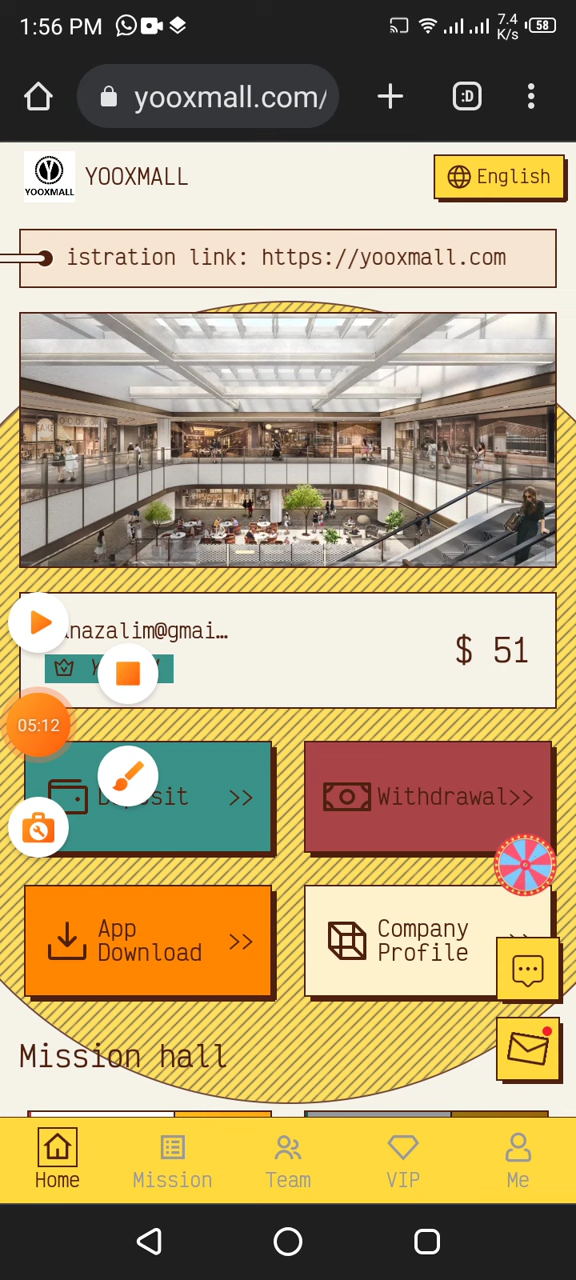 1:56 PM
7.4
K/s
58
yooxmall.com/
:D
YOOXMALL
YOOXMALL
English
istration link: https://yooxmall.com
nazalim@gmai…
$ 51
05:12
Withdrawal>>
>>
App
Download
>>
Company
Profile
Mission hall
Home
Mission
Team
VIP
Me